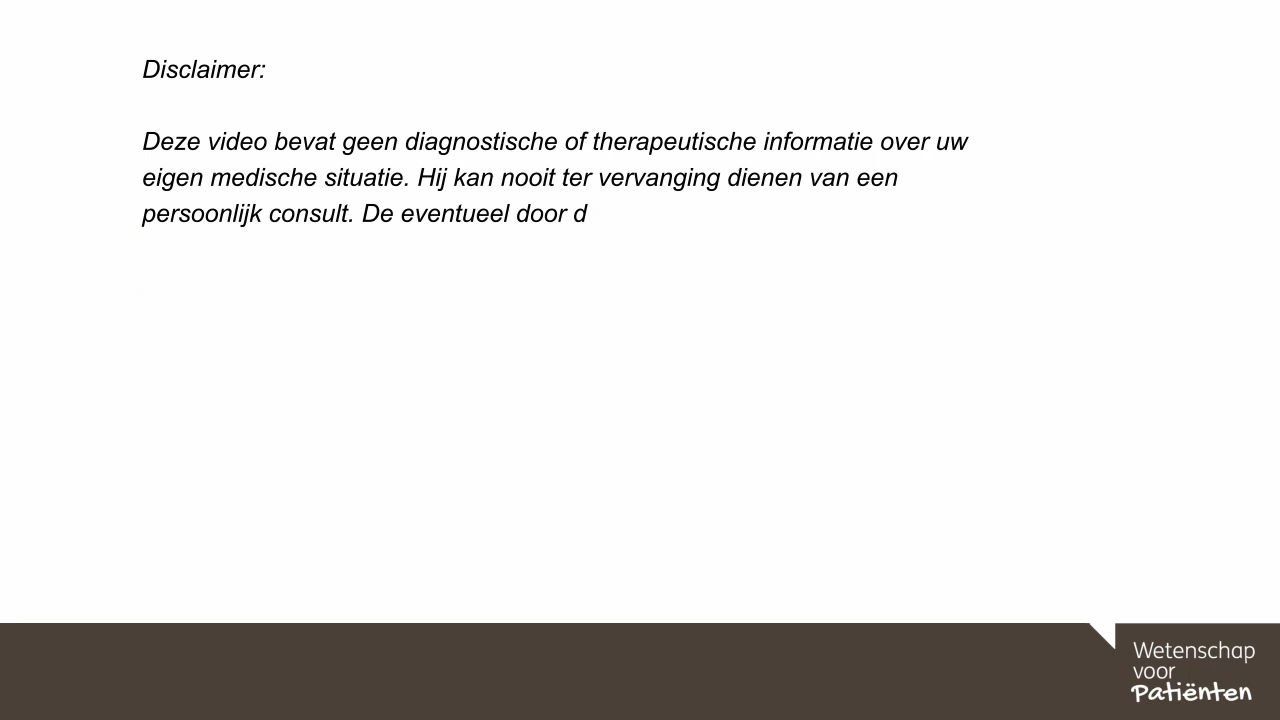 Disclaimer:
Deze video bevat geen diagnostische of therapeutische informatie over uw
eigen medische situatie. Hij kan nooit ter vervanging dienen van een
persoonlijk consult. De eventueel door d
Wetenschap
voor
Patiënten